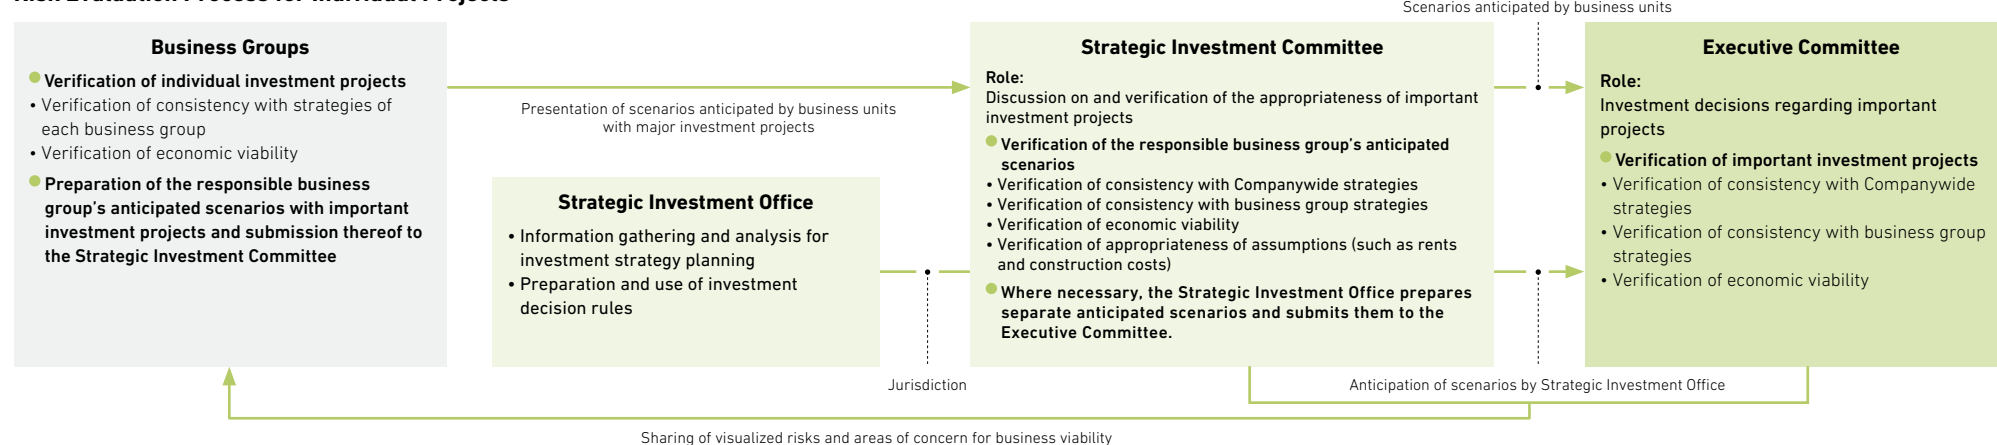 Risk Evaluation Process for Individual Projects
Business Groups
● Verification of individual investment projects
• Verification of consistency with strategies of
each business group
• Verification of economic viability
● Preparation of the responsible business
group's anticipated scenarios with important
investment projects and submission thereof to
the Strategic Investment Committee
Presentation of scenarios anticipated by business units
with major investment projects
Strategic Investment Office
• Information gathering and analysis for
investment strategy planning
• Preparation and use of investment
decision rules
Jurisdiction
Strategic Investment Committee
Role:
Discussion on and verification of the appropriateness of important
investment projects
● Verification of the responsible business group's anticipated
scenarios
• Verification of consistency with Companywide strategies
• Verification of consistency with business group strategies
• Verification of economic viability
• Verification of appropriateness of assumptions (such as rents
and construction costs)
● Where necessary, the Strategic Investment Office prepares
separate anticipated scenarios and submits them to the
Executive Committee.
Scenarios anticipated by business units
Anticipation of scenarios by Strategic Investment Office
Executive Committee
Role:
Investment decisions regarding important
projects
● Verification of important investment projects
• Verification of consistency with Companywide
strategies
• Verification of consistency with business group
strategies
• Verification of economic viability
Sharing of visualized risks and areas of concern for business viability